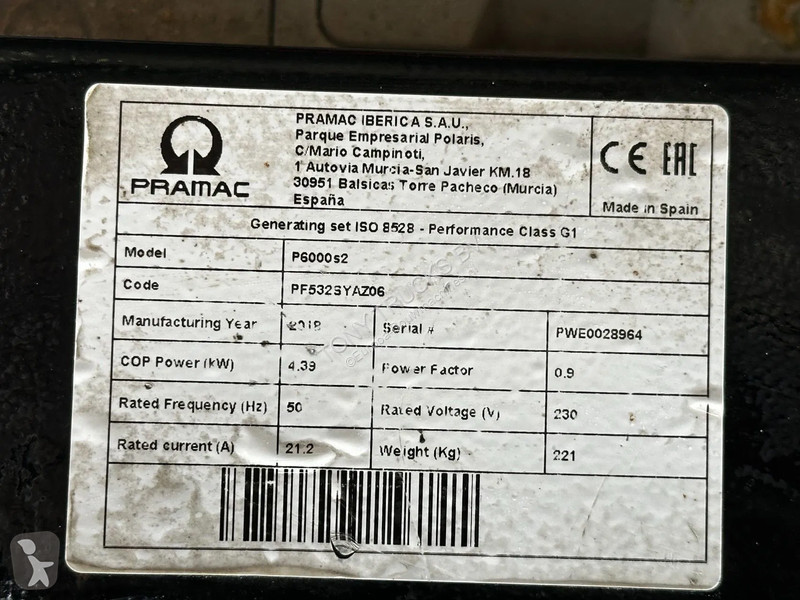 PRAMAC
PRAMAC IBERICA S.A.U.,
Parque Empresarial Polaris,
C/Mario Campinoti,
1 Autovia Murcia-San Javier KM.18
30951 Balsicas Torre Pacheco (Murcia)
España
CE EAC
Made in Spain
Generating set ISO 8528 - Performance Class G1
Model P6000s2
Code PF532SYAZ06
Manufacturing Year 2018 Serial # PWE0028964
COP Power (kW) 4.39 Power Factor 0.9
Rated Frequency (Hz) 50 Rated Voltage (V) 230
Rated current (A) 21.2 Weight (Kg) 221